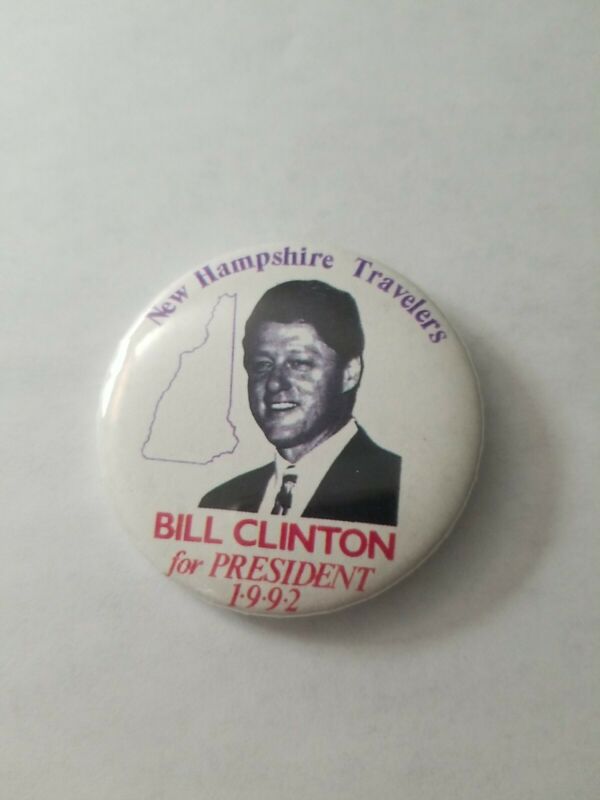 New Hampshire Travelers
BILL CLINTON
for PRESIDENT
1·9·9·2